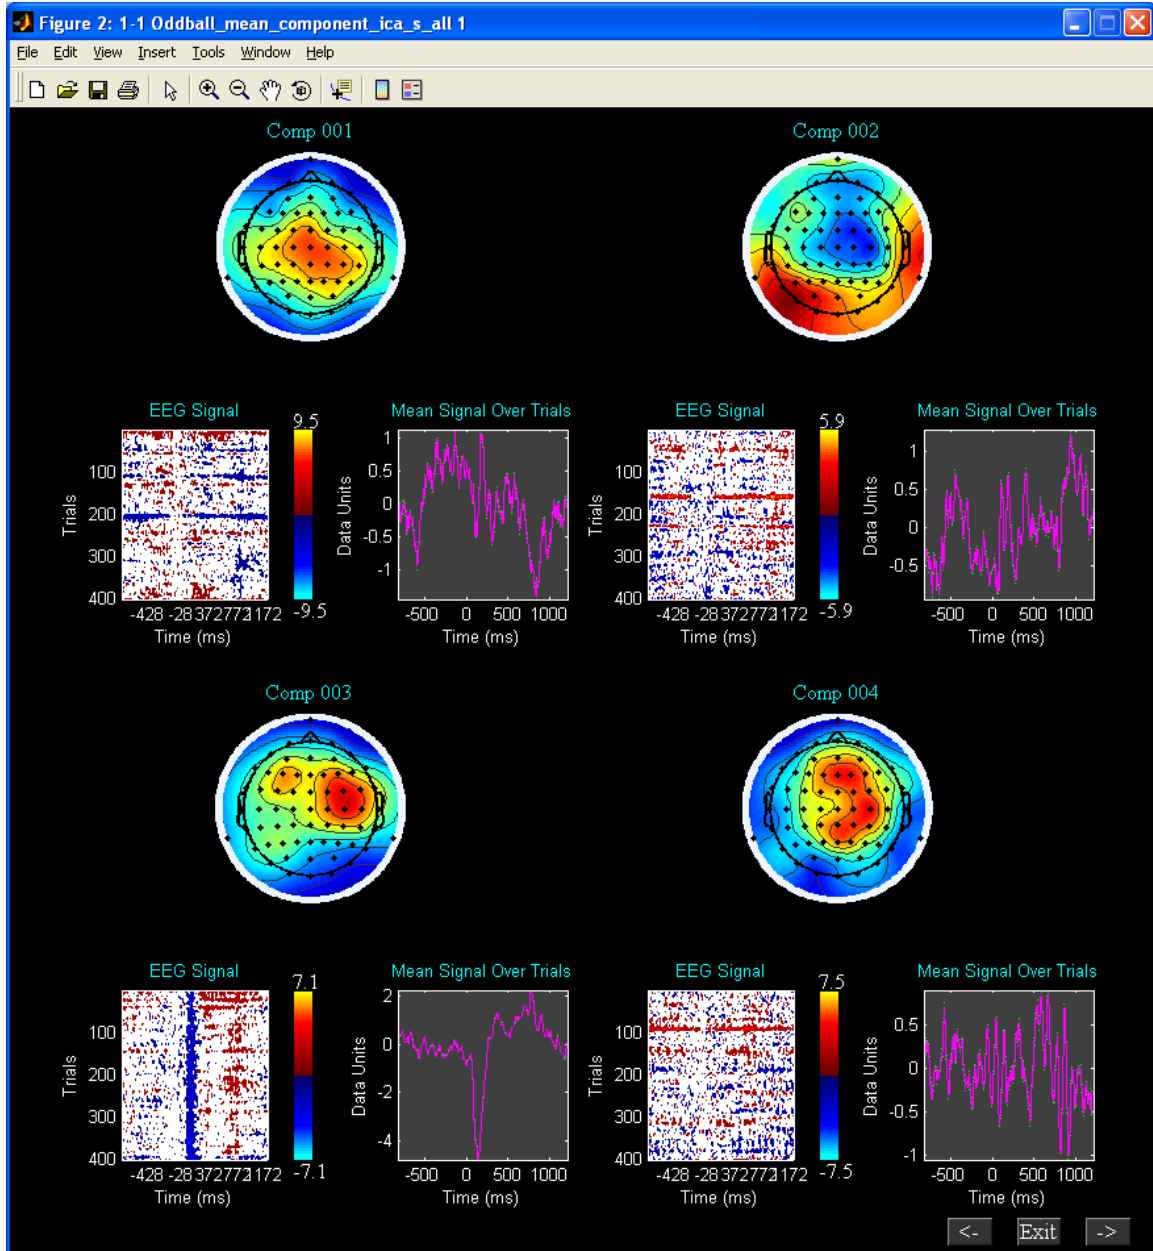 Figure 2: 1-1 Oddball_mean_component_ica_s_all 1
File Edit View Insert Tools Window Help
Comp 001
Comp 002
EEG Signal
9.5
Mean Signal Over Trials
EEG Signal
5.9
Mean Signal Over Trials
Trials
100
200
300
400
-428 -28 372 772 1172
Time (ms)
-9.5
Data Units
1
0.5
0
-0.5
-1
-500 0 500 1000
Time (ms)
Trials
100
200
300
400
-428 -28 372 772 1172
Time (ms)
-5.9
Data Units
1
0.5
0
-0.5
-500 0 500 1000
Time (ms)
Comp 003
Comp 004
EEG Signal
7.1
Mean Signal Over Trials
EEG Signal
7.5
Mean Signal Over Trials
Trials
100
200
300
400
-428 -28 372 772 1172
Time (ms)
-7.1
Data Units
2
0
-2
-4
-500 0 500 1000
Time (ms)
Trials
100
200
300
400
-428 -28 372 772 1172
Time (ms)
-7.5
Data Units
0.5
0
-0.5
-1
-500 0 500 1000
Time (ms)
<- Exit ->